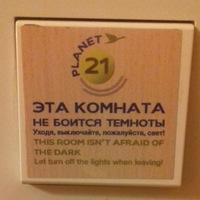 PLANET
21
ЭТА КОМНАТА
НЕ БОИТСЯ ТЕМНОТЫ
Уходя, выключайте, пожалуйста, свет!
THIS ROOM ISN'T AFRAID OF
THE DARK
Let turn off the lights when leaving!